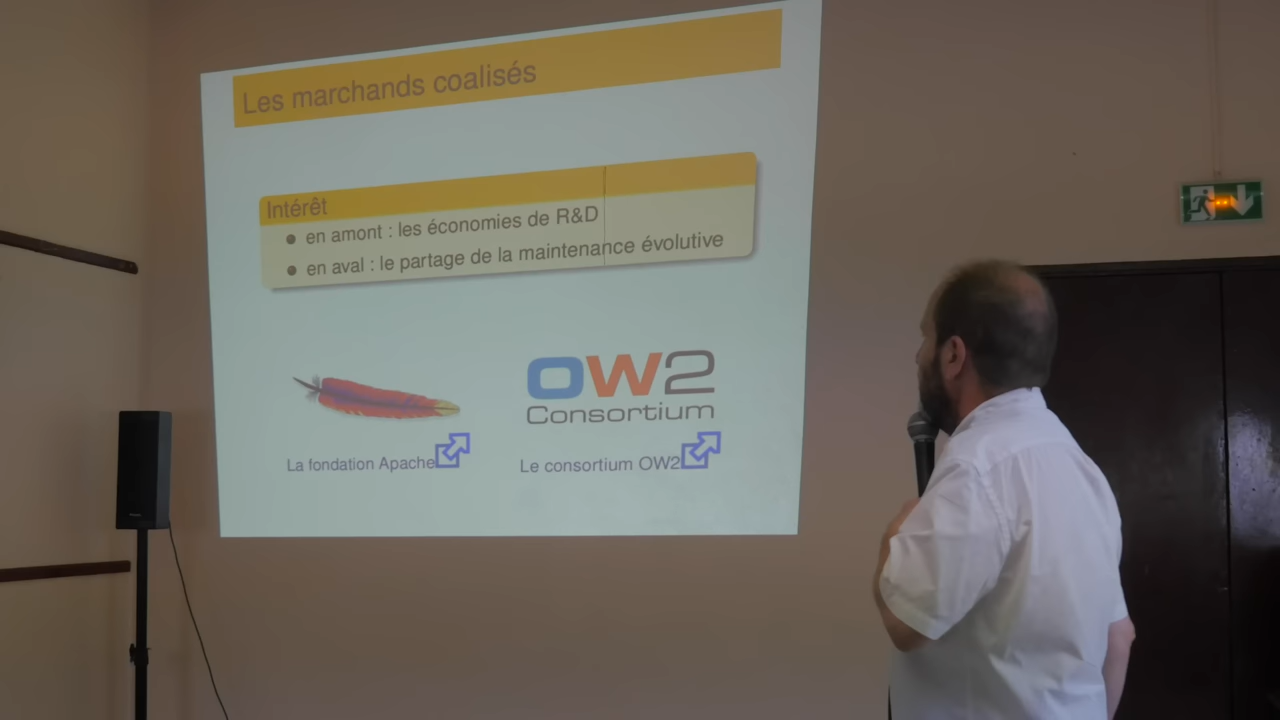 Les marchands coalisés
Intérêt
en amont : les économies de R&D
en aval : le partage de la maintenance évolutive
OW2
Consortium
La fondation Apache
Le consortium OW2